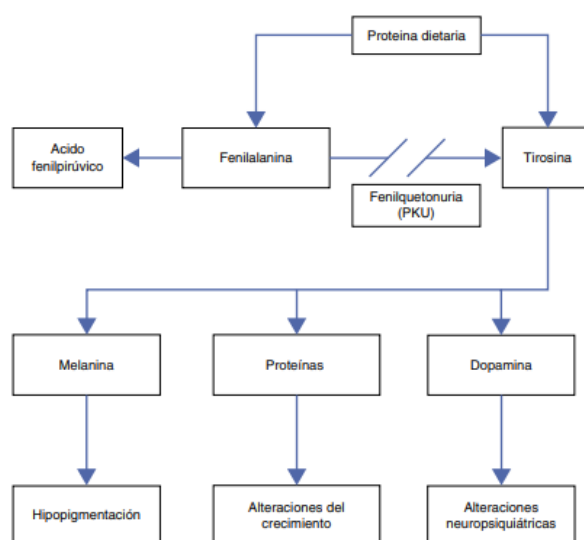 Proteina dietaria
Acido
fenilpirúvico
Fenilalanina
Tirosina
Fenilquetonuria
(PKU)
Melanina
Proteínas
Dopamina
Hipopigmentación
Alteraciones del
crecimiento
Alteraciones
neuropsiquiátricas